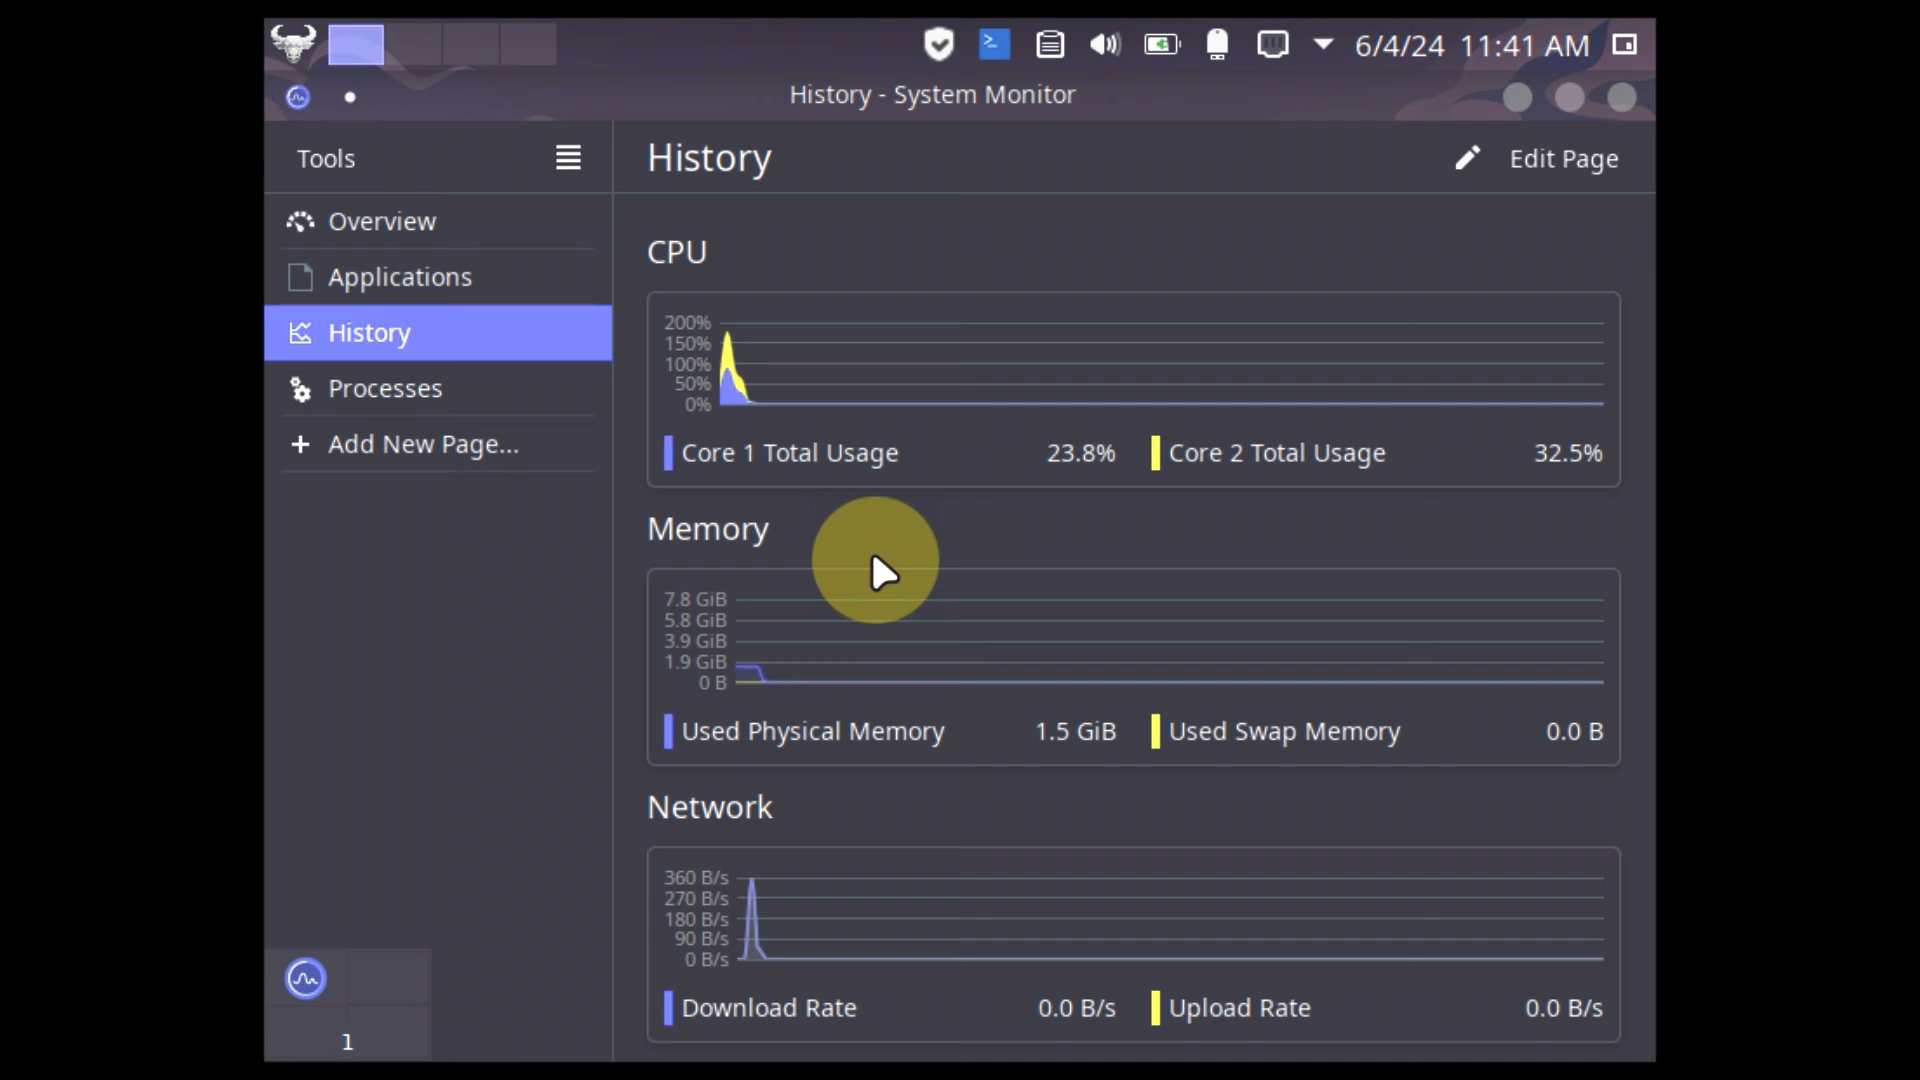 6/4/24 11:41 AM
History - System Monitor
Tools
History
Edit Page
Overview
Applications
History
Processes
Add New Page...
CPU
200%
150%
100%
50%
0%
Core 1 Total Usage 23.8% Core 2 Total Usage 32.5%
Memory
7.8 GiB
5.8 GiB
3.9 GiB
1.9 GiB
0 B
Used Physical Memory 1.5 GiB Used Swap Memory 0.0 B
Network
360 B/s
270 B/s
180 B/s
90 B/s
0 B/s
Download Rate 0.0 B/s Upload Rate 0.0 B/s
1